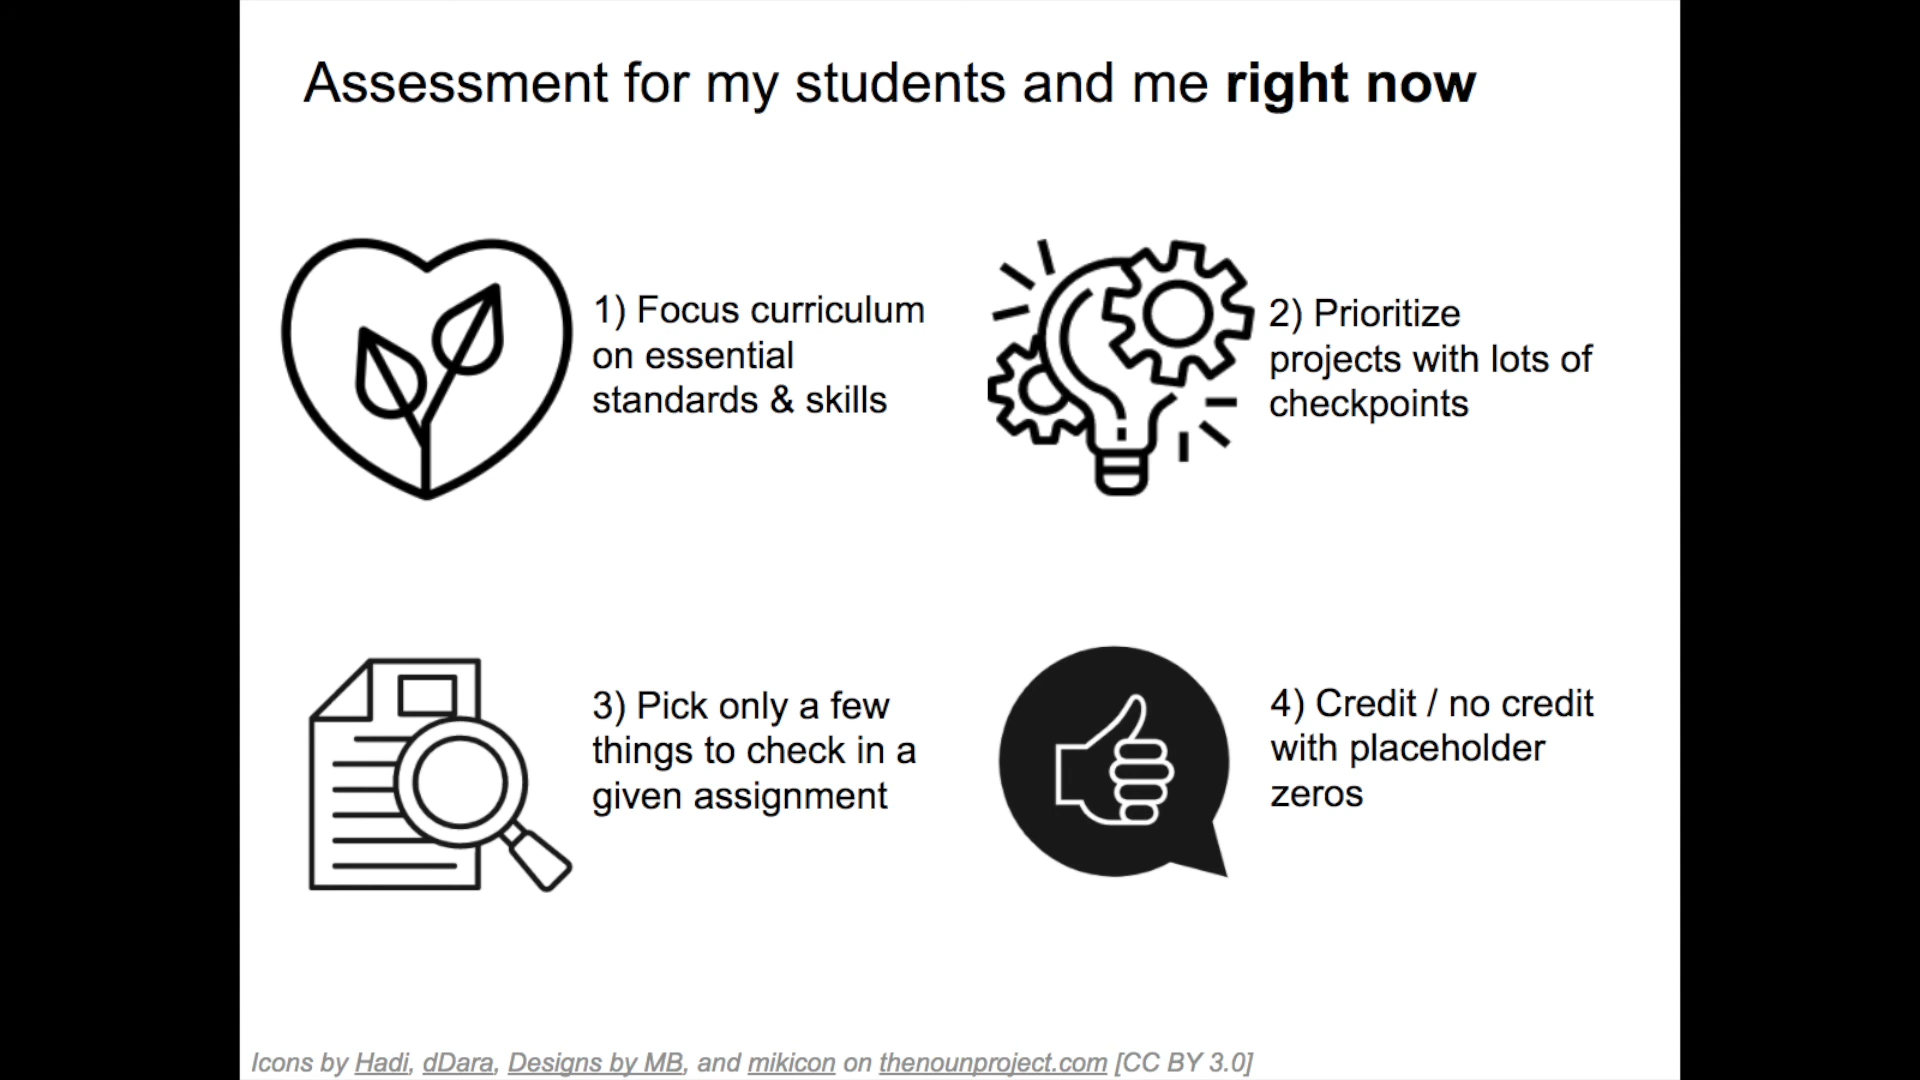 Assessment for my students and me right now
1) Focus curriculum
on essential
standards & skills
2) Prioritize
projects with lots of
checkpoints
3) Pick only a few
things to check in a
given assignment
4) Credit / no credit
with placeholder
zeros
Icons by Hadi, dDara, Designs by MB, and mikicon on thenounproject.com [CC BY 3.0]